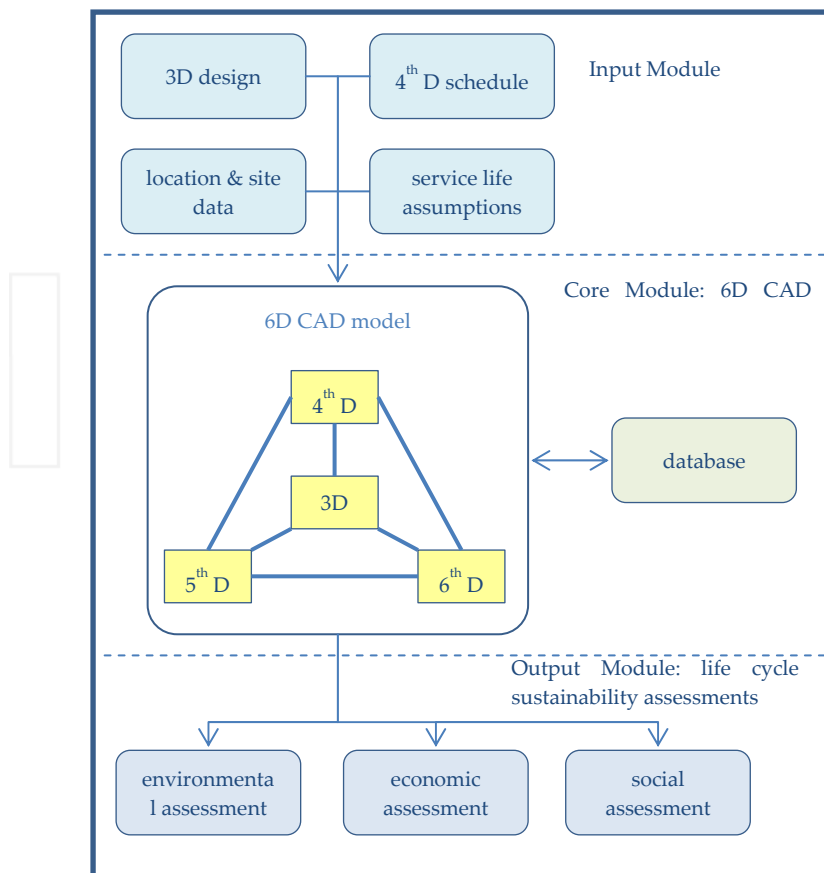 3D design
4th D schedule
Input Module
location & site
data
service life
assumptions
Core Module: 6D CAD
6D CAD model
4th D
3D
database
5th D
6th D
Output Module: life cycle
sustainability assessments
environmenta
l assessment
economic
assessment
social
assessment